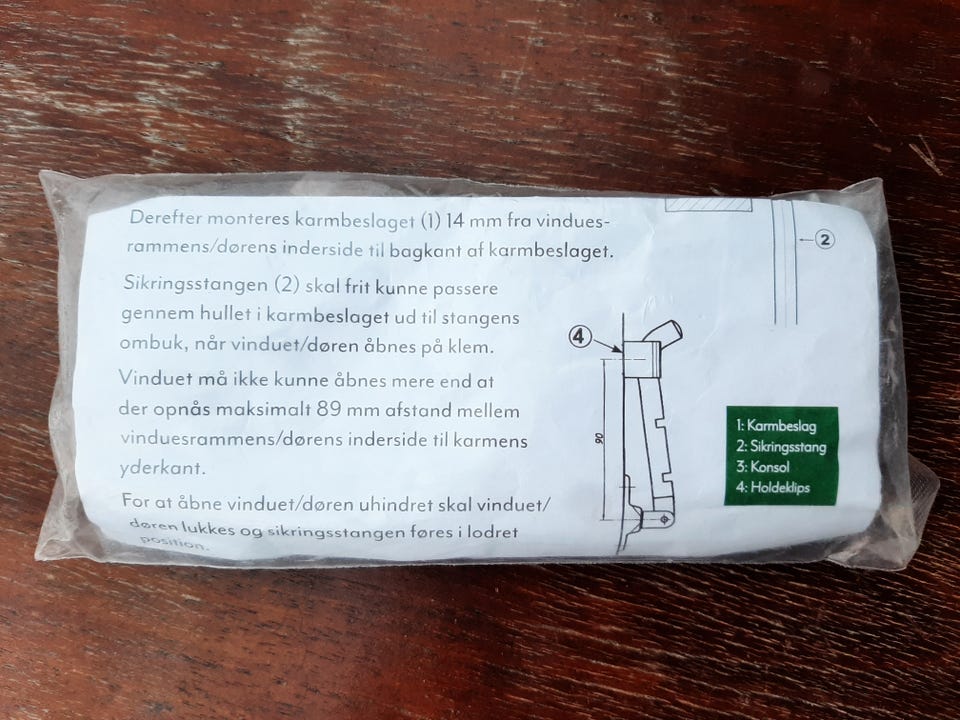 Derefter monteres karmbeslaget (1) 14 mm fra vindues-
rammens/dørens inderside til bagkant af karmbeslaget.
Sikringsstangen (2) skal frit kunne passere
gennem hullet i karmbeslaget ud til stangens
ombuk, når vinduet/døren åbnes på klem.
Vinduet må ikke kunne åbnes mere end at
der opnås maksimalt 89 mm afstand mellem
vinduesrammens/dørens inderside til karmens
yderkant.
For at åbne vinduet/døren uhindret skal vinduet/
døren lukkes og sikringsstangen føres i lodret
position.
2
4
90
1: Karmbeslag
2: Sikringsstang
3: Konsol
4: Holdeklips